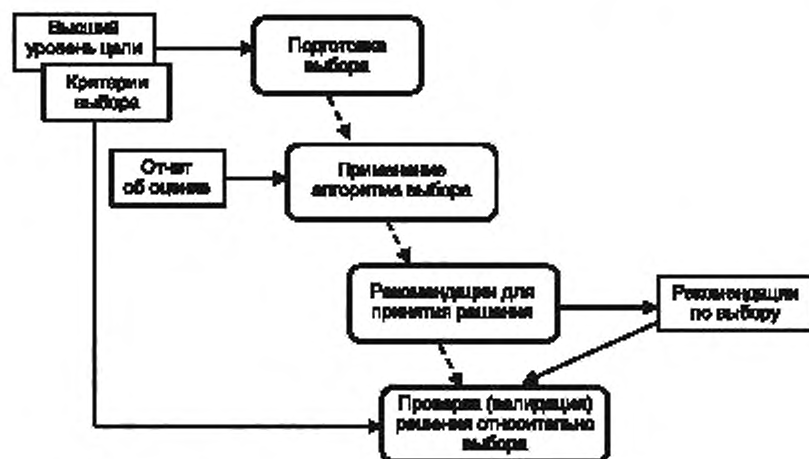 Высший
уровень цели
Критерии
выбора
Подготовка
выбора
Отчет
об оценке
Применение
алгоритма выбора
Рекомендации для
принятия решения
Рекомендации
по выбору
Проверка (валидация)
решения относительно
выбора